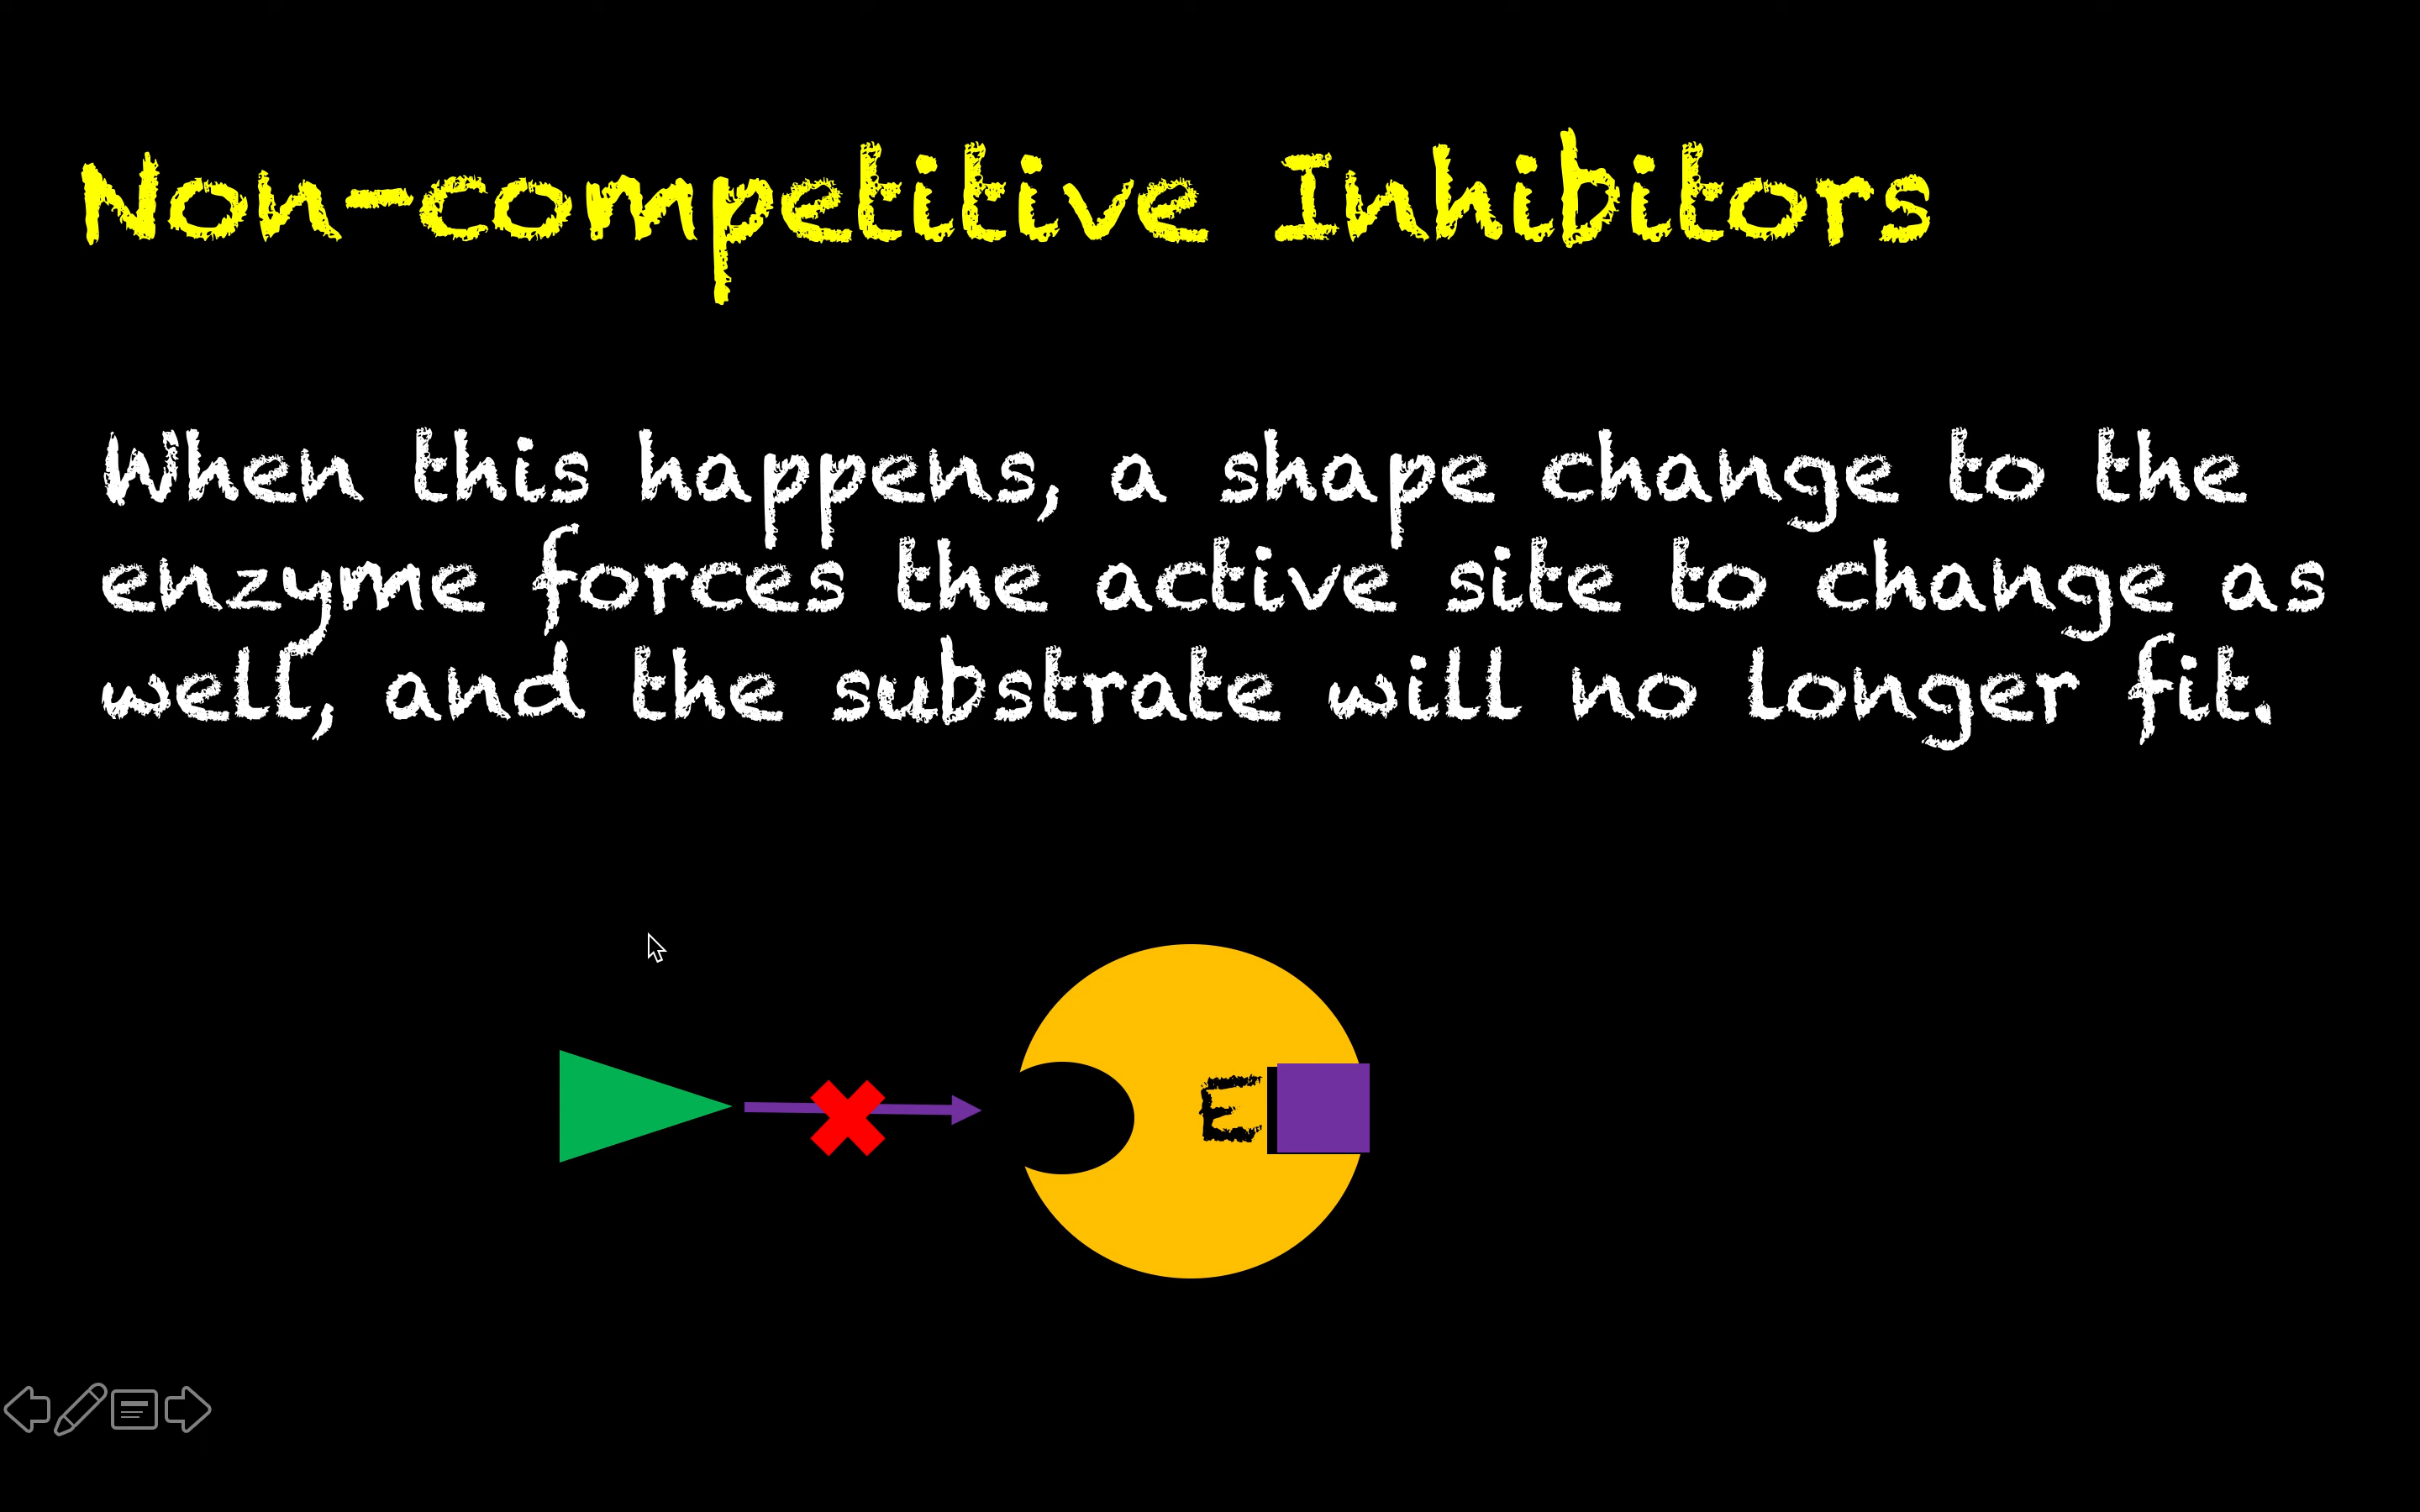 Non-competitive Inhibitors
When this happens, a shape change to the
enzyme forces the active site to change as
well, and the substrate will no longer fit.
E